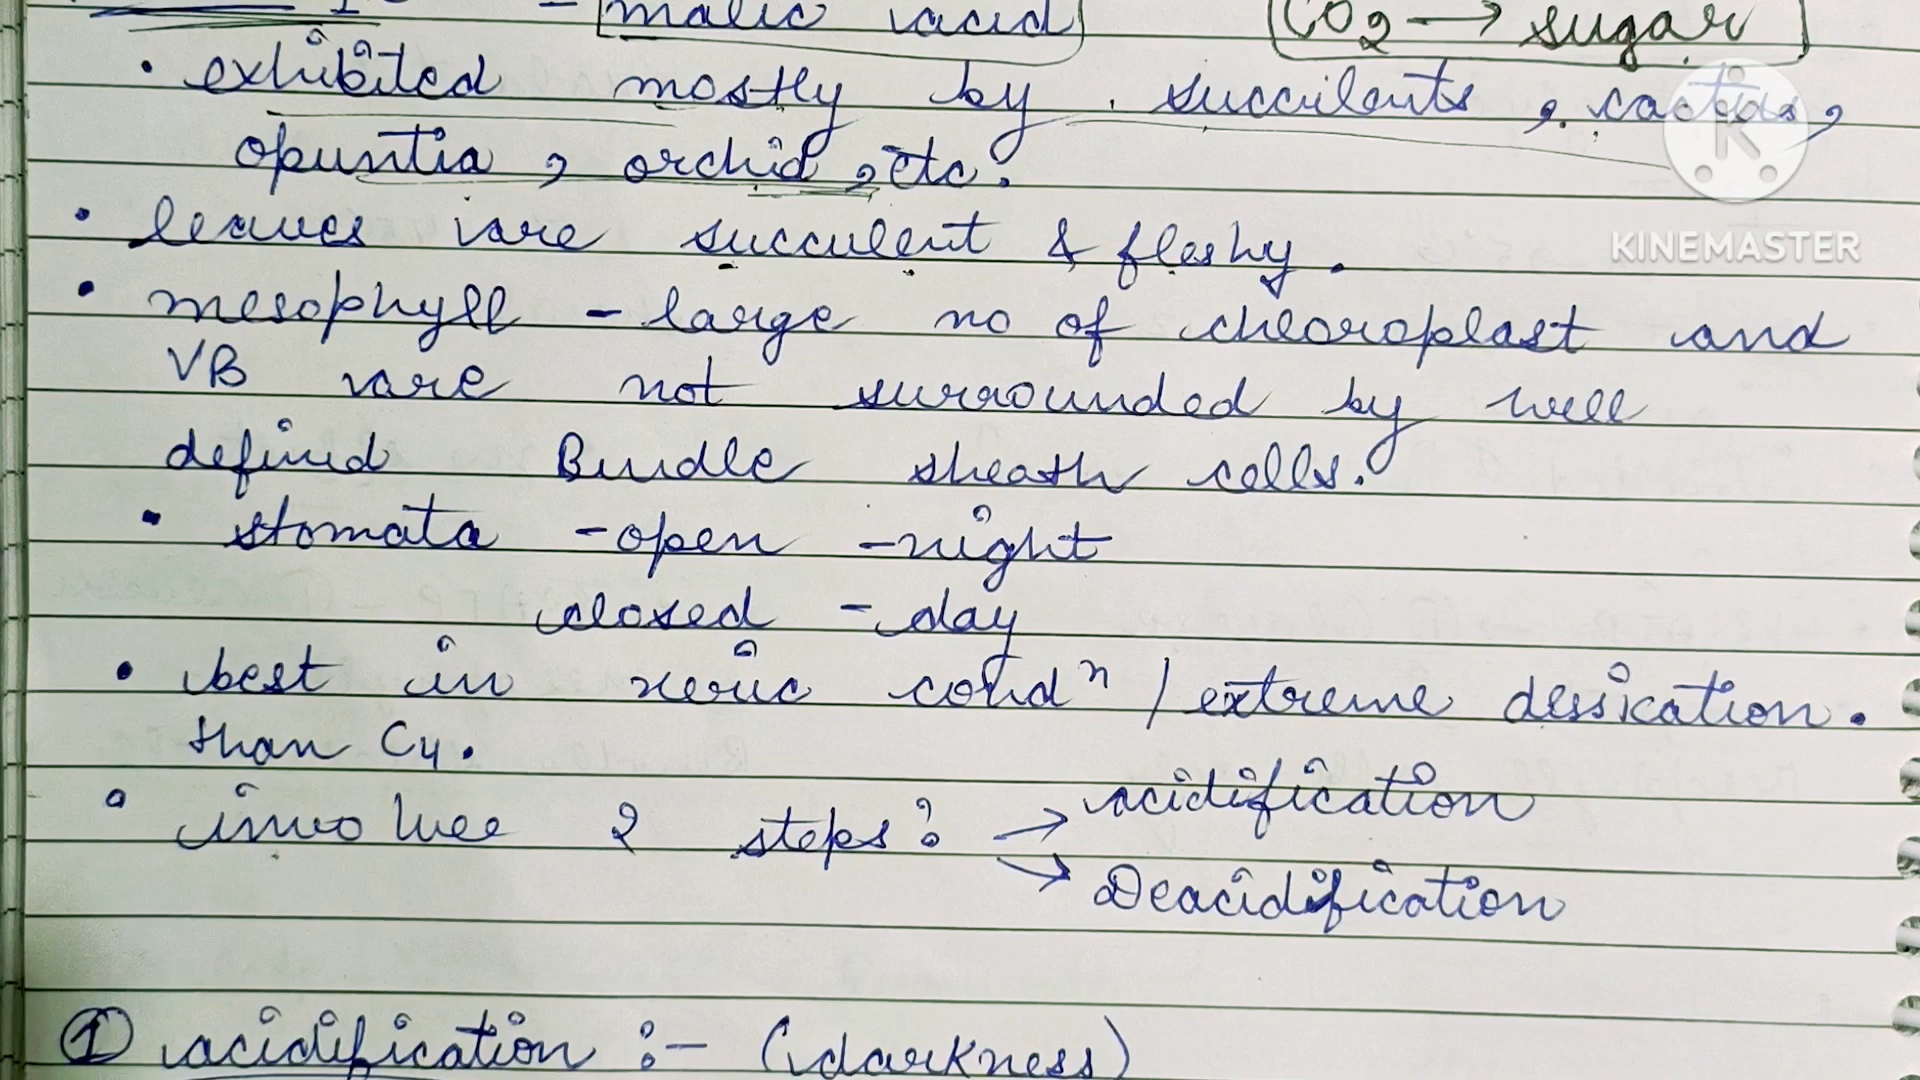 malic acid CO2 → sugar
• exhibited mostly by succulents, cactus,
opuntia, orchid, etc.
• leaves are succulent & fleshy.
• mesophyll - large no of chloroplast and
VB are not surrounded by well
defined Bundle sheath cells.
• stomata - open - night
closed - day
• best in xeric condn / extreme dessication.
than C4.
• involve 2 steps: → acidification
→ Deacidification
① acidification :- (darkness)
K
KINEMASTER